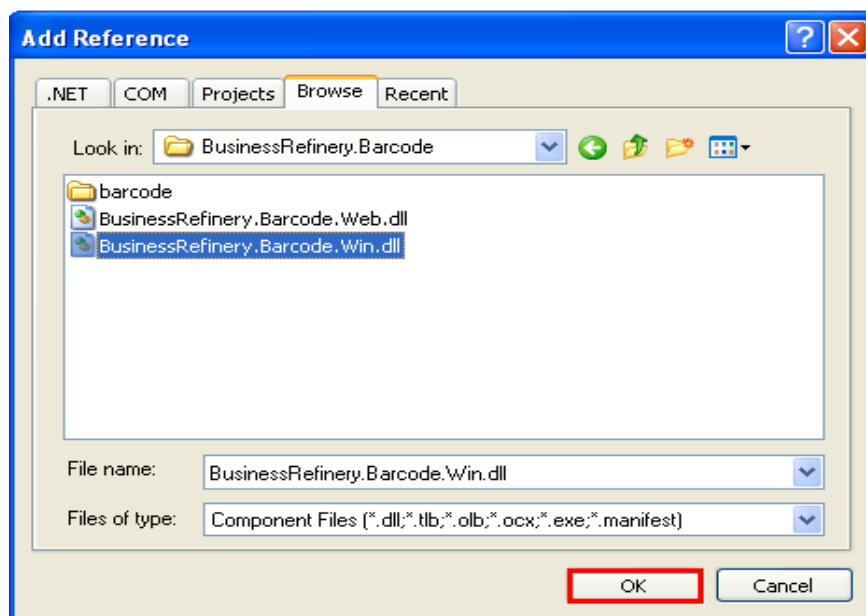 Add Reference
.NET COM Projects Browse Recent
Look in: BusinessRefinery.Barcode
barcode
BusinessRefinery.Barcode.Web.dll
BusinessRefinery.Barcode.Win.dll
File name: BusinessRefinery.Barcode.Win.dll
Files of type: Component Files (*.dll;*.tlb;*.olb;*.ocx;*.exe;*.manifest)
OK Cancel